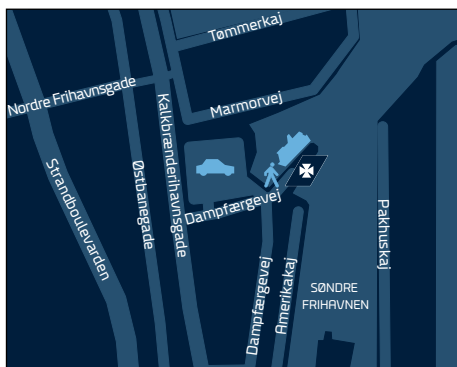 Tømmerkaj
Nordre Frihavnsgade
Marmorvej
Kalkbrænderihavnsgade
Strandboulevarden
Østbanegade
Dampfærgevej
Pakhuskaj
Dampfærgevej
Amerikakaj
SØNDRE
FRIHAVNEN